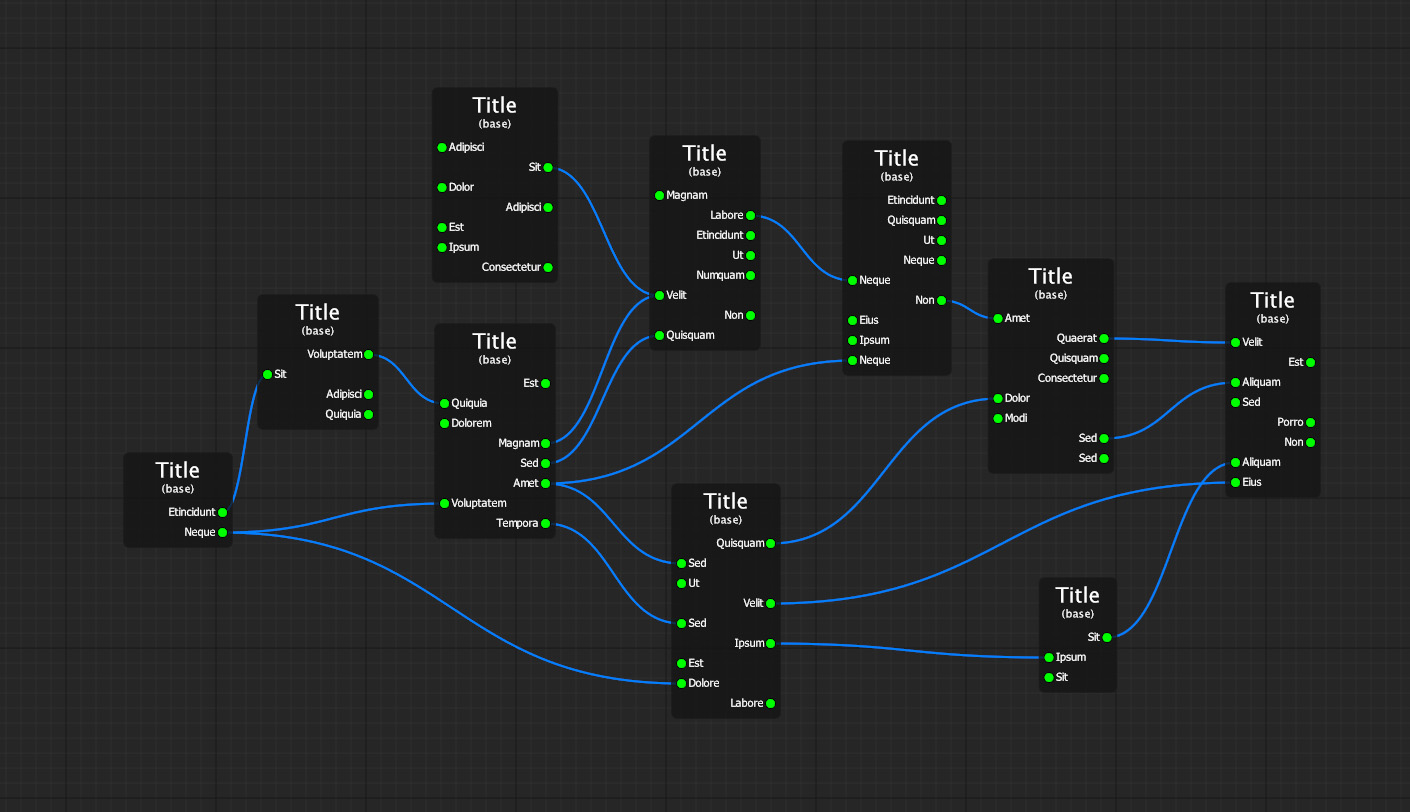 Title
(base)
Adipisci
Sit
Dolor
Adipisci
Est
Ipsum
Consectetur
Title
(base)
Magnam
Labore
Etincidunt
Ut
Numquam
Velit
Non
Quisquam
Title
(base)
Etincidunt
Quisquam
Ut
Neque
Neque
Non
Eius
Ipsum
Neque
Title
(base)
Amet
Quaerat
Quisquam
Consectetur
Dolor
Modi
Sed
Sed
Title
(base)
Velit
Est
Aliquam
Sed
Porro
Non
Aliquam
Eius
Title
(base)
Voluptatem
Sit
Adipisci
Quiquia
Title
(base)
Est
Quiquia
Dolorem
Magnam
Sed
Amet
Voluptatem
Tempora
Title
(base)
Etincidunt
Neque
Title
(base)
Quisquam
Sed
Ut
Velit
Sed
Ipsum
Est
Dolore
Labore
Title
(base)
Sit
Ipsum
Sit